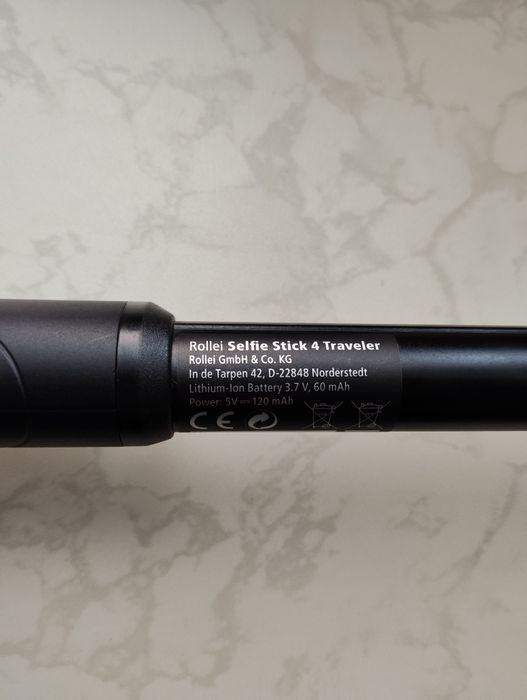 Rollei Selfie Stick 4 Traveler
Rollei GmbH & Co. KG
In de Tarpen 42, D-22848 Norderstedt
Lithium-Ion Battery 3.7 V, 60 mAh
Power: 5V⎓120 mAh
CE